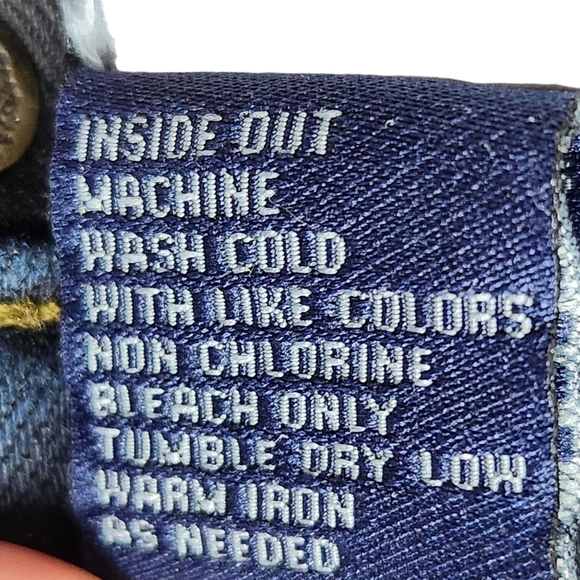 INSIDE OUT
MACHINE
WASH COLD
WITH LIKE COLORS
NON CHLORINE
BLEACH ONLY
TUMBLE DRY LOW
WARM IRON
AS NEEDED